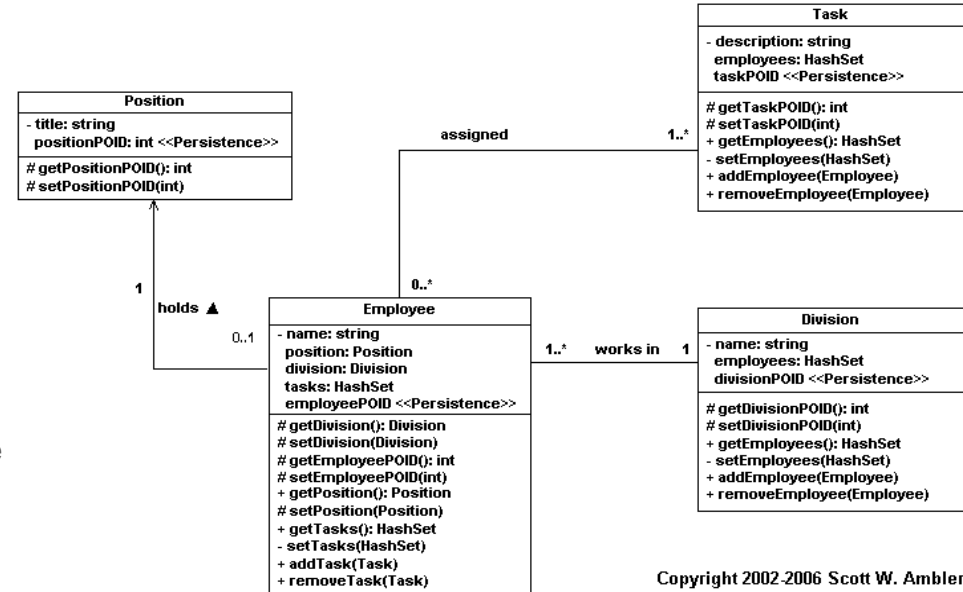 Task
- description: string
employees: HashSet
taskPOID <<Persistence>>
# getTaskPOID(): int
# setTaskPOID(int)
+ getEmployees(): HashSet
- setEmployees(HashSet)
+ addEmployee(Employee)
+ removeEmployee(Employee)
Position
- title: string
positionPOID: int <<Persistence>>
# getPositionPOID(): int
# setPositionPOID(int)
assigned
1..*
0..*
1
holds ▲
0..1
Employee
- name: string
position: Position
division: Division
tasks: HashSet
employeePOID <<Persistence>>
# getDivision(): Division
# setDivision(Division)
# getEmployeePOID(): int
# setEmployeePOID(int)
+ getPosition(): Position
# setPosition(Position)
+ getTasks(): HashSet
- setTasks(HashSet)
+ addTask(Task)
+ removeTask(Task)
1..* works in 1
Division
- name: string
employees: HashSet
divisionPOID <<Persistence>>
# getDivisionPOID(): int
# setDivisionPOID(int)
+ getEmployees(): HashSet
- setEmployees(HashSet)
+ addEmployee(Employee)
+ removeEmployee(Employee)
Copyright 2002-2006 Scott W. Ambler